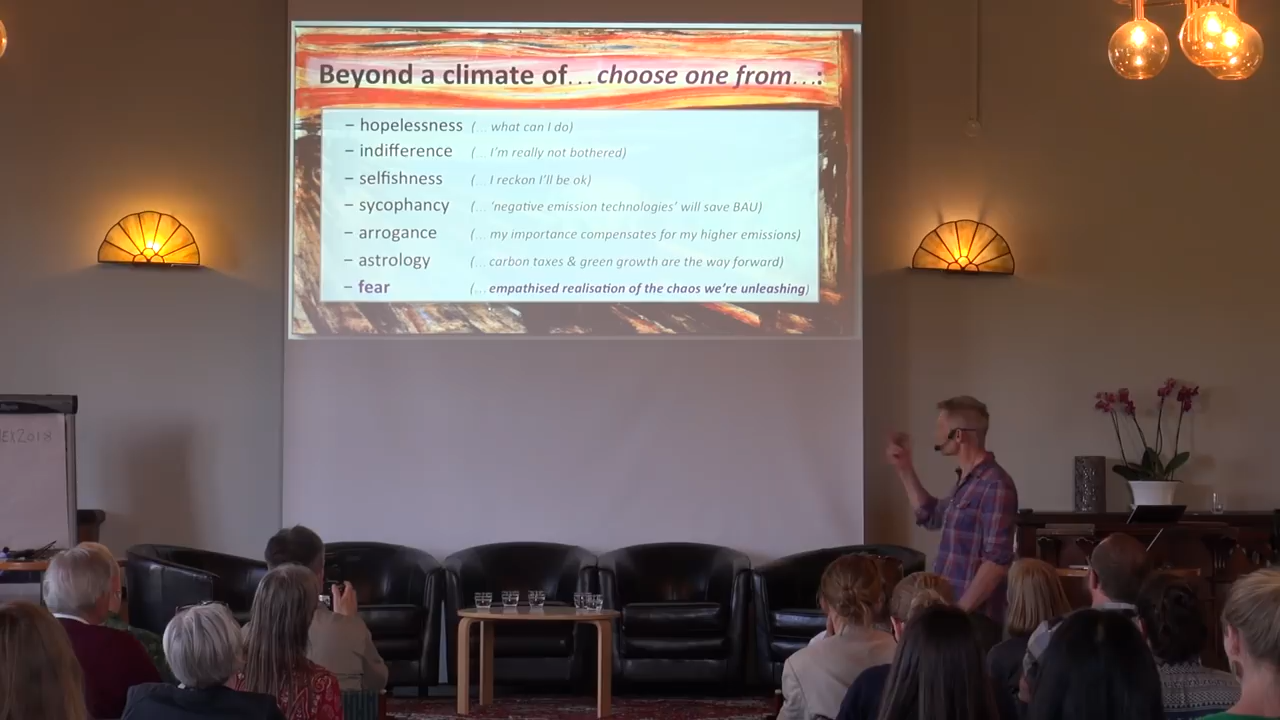 Beyond a climate of... choose one from...:
– hopelessness (... what can I do)
– indifference (... I'm really not bothered)
– selfishness (... I reckon I'll be ok)
– sycophancy (... 'negative emission technologies' will save BAU)
– arrogance (... my importance compensates for my higher emissions)
– astrology (... carbon taxes & green growth are the way forward)
– fear (... empathised realisation of the chaos we're unleashing)
EX2018